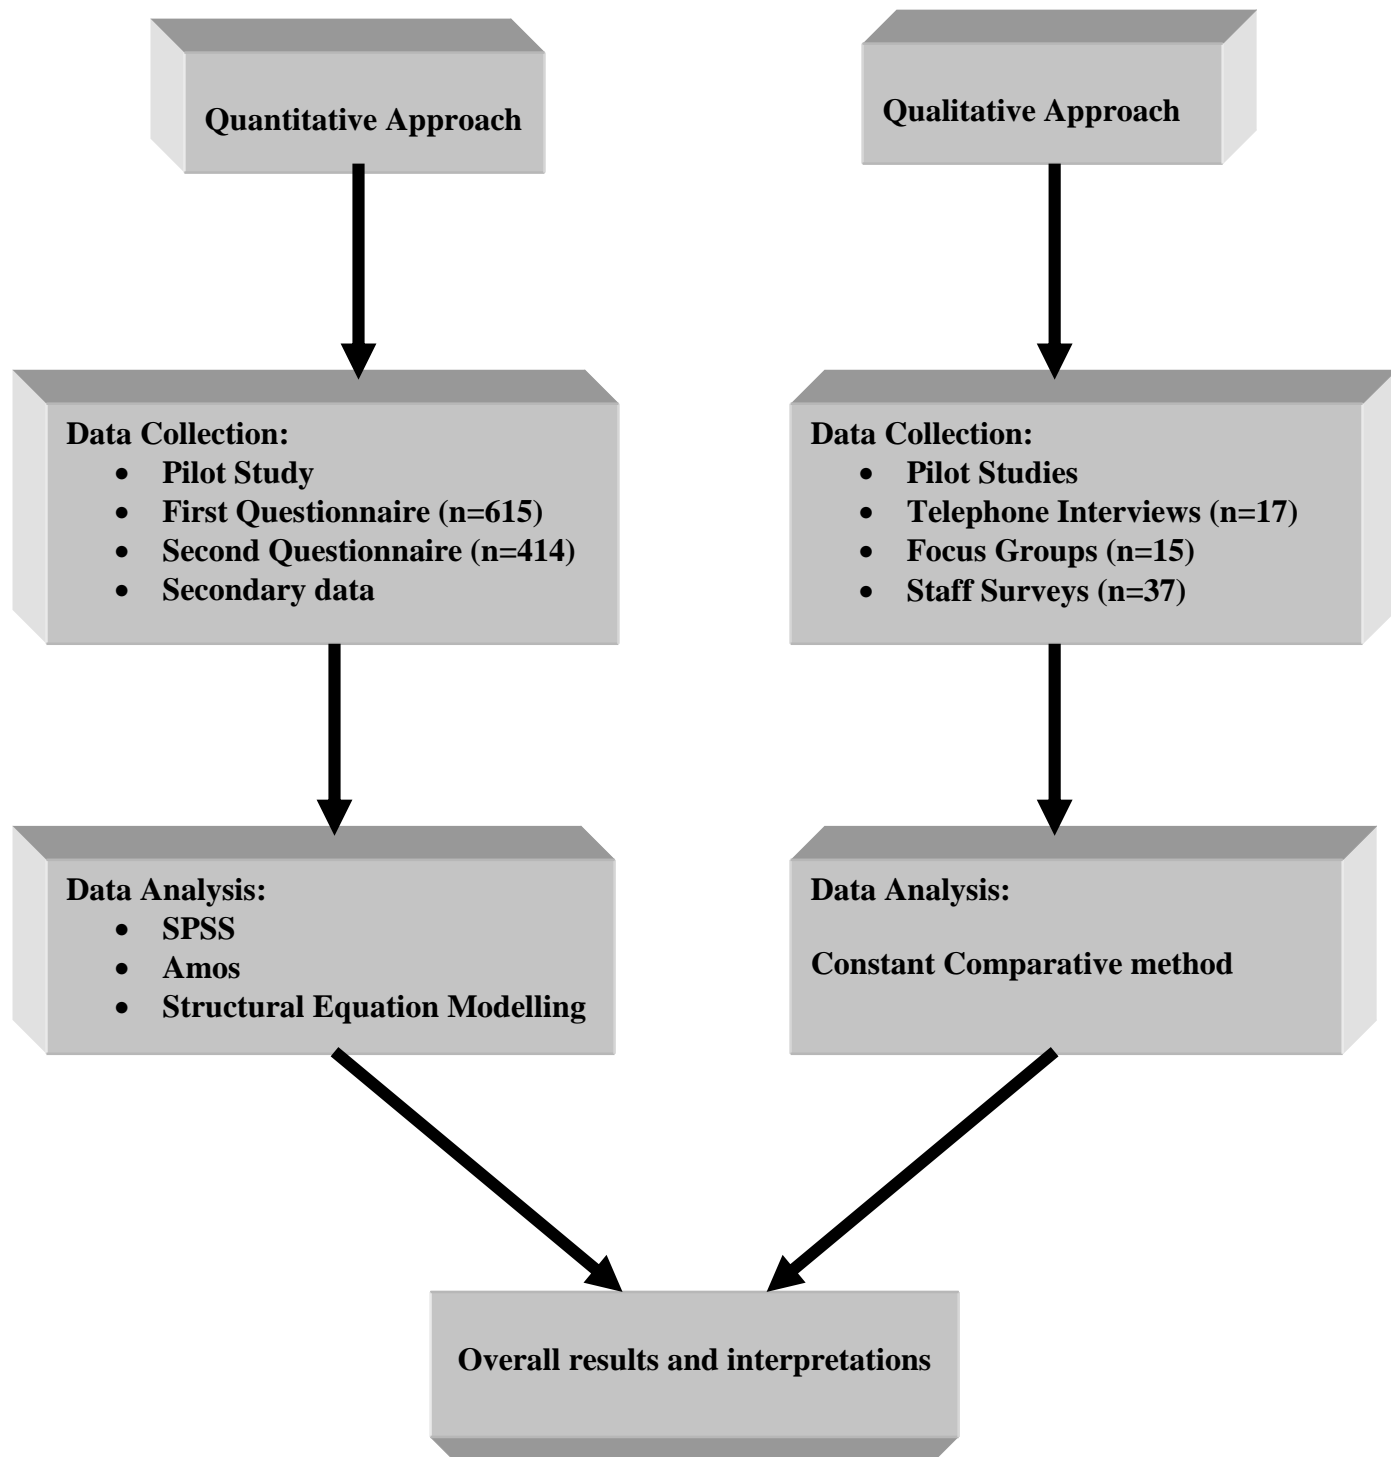 Quantitative Approach
Qualitative Approach
Data Collection:
• Pilot Study
• First Questionnaire (n=615)
• Second Questionnaire (n=414)
• Secondary data
Data Collection:
• Pilot Studies
• Telephone Interviews (n=17)
• Focus Groups (n=15)
• Staff Surveys (n=37)
Data Analysis:
• SPSS
• Amos
• Structural Equation Modelling
Data Analysis:
Constant Comparative method
Overall results and interpretations